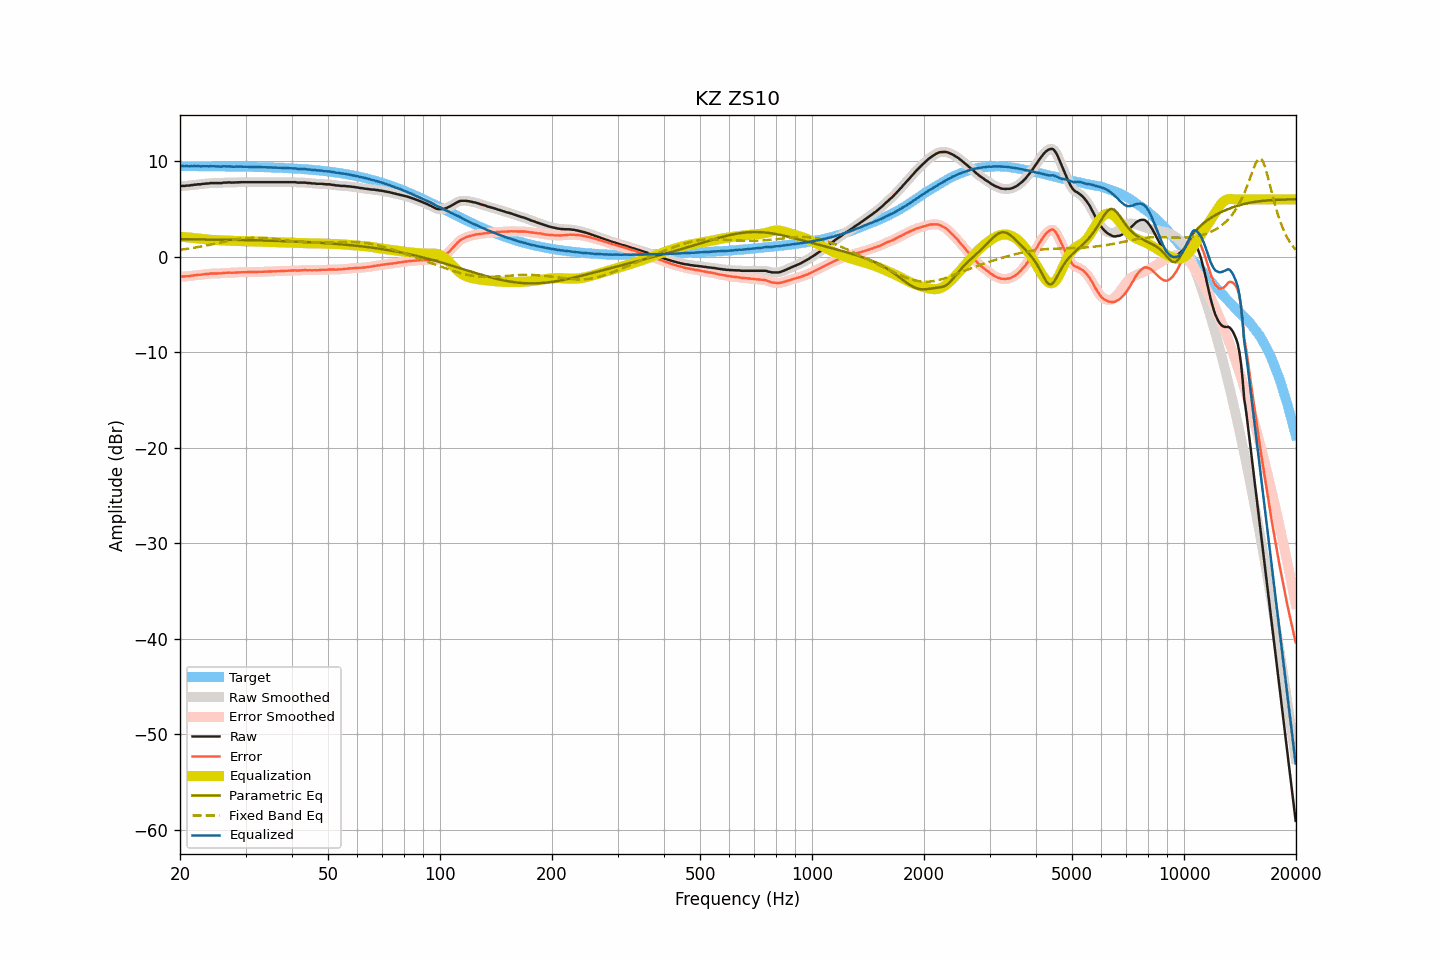 KZ ZS10
10
0
−10
−20
−30
−40
−50
−60
Amplitude (dBr)
Target
Raw Smoothed
Error Smoothed
Raw
Error
Equalization
Parametric Eq
Fixed Band Eq
Equalized
20 50 100 200 500 1000 2000 5000 10000 20000
Frequency (Hz)